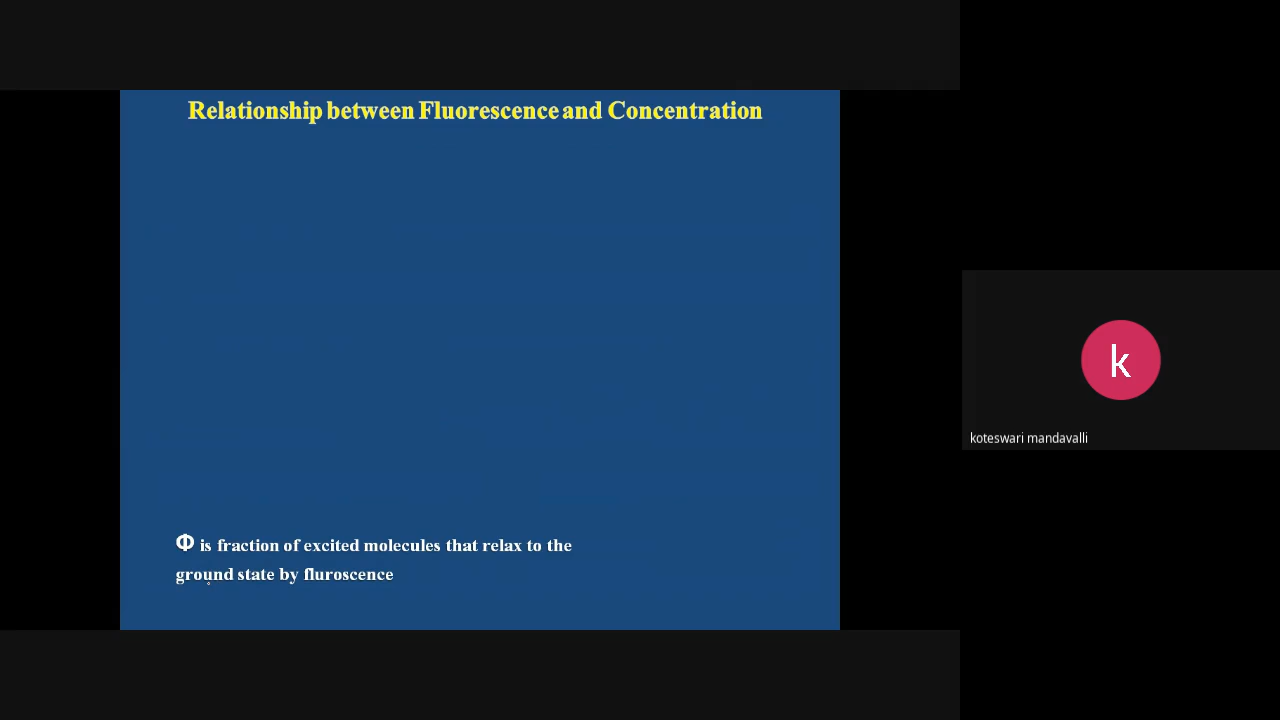 Relationship between Fluorescence and Concentration
Φ is fraction of excited molecules that relax to the
ground state by fluroscence
k
koteswari mandavalli